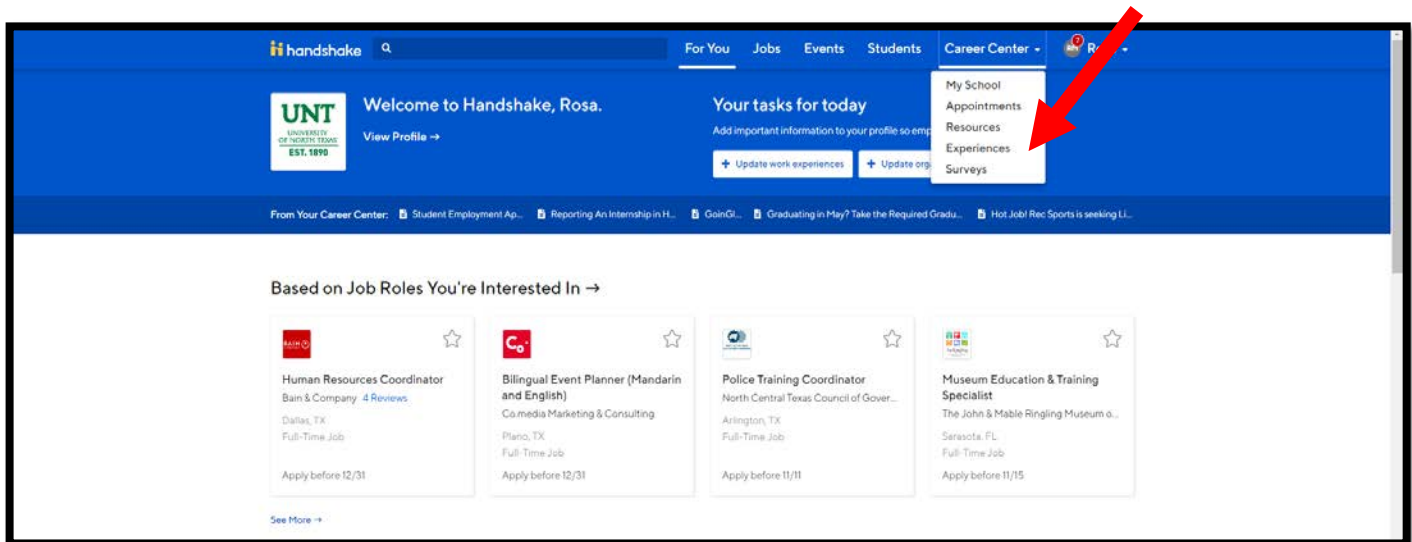 handshake
For You Jobs Events Students Career Center
My School
Appointments
Resources
Experiences
Surveys
UNT
UNIVERSITY
OF NORTH TEXAS
EST. 1890
Welcome to Handshake, Rosa.
View Profile →
Your tasks for today
Add important information to your profile so emp
+ Update work experiences + Update org
From Your Career Center: Student Employment Ap... Reporting An Internship in H... GoinGl... Graduating in May? Take the Required Gradu... Hot Job! Rec Sports is seeking Li...
Based on Job Roles You're Interested In →
BAIN
Human Resources Coordinator
Bain & Company 4 Reviews
Dallas, TX
Full-Time Job
Apply before 12/31
Co
Bilingual Event Planner (Mandarin
and English)
Co.media Marketing & Consulting
Plano, TX
Full-Time Job
Apply before 12/31
Police Training Coordinator
North Central Texas Council of Gover...
Arlington, TX
Full-Time Job
Apply before 11/11
Museum Education & Training
Specialist
The John & Mable Ringling Museum o...
Sarasota, FL
Full-Time Job
Apply before 11/15
See More →